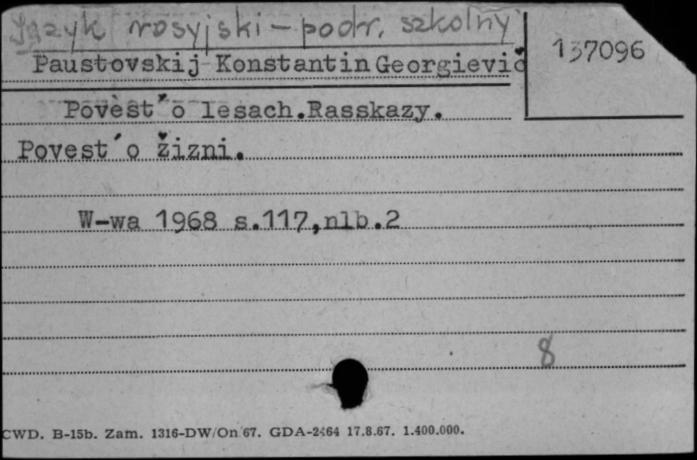 Język rosyjski - podr. szkolny
137096
Paustovskij Konstantin Georgievič
Povest´o lesach.Rasskazy.
Povest´o žizni.
W-wa 1968 s.117,nlb.2
8
CWD. B-15b. Zam. 1316-DW/On 67. GDA-2464 17.8.67. 1.400.000.